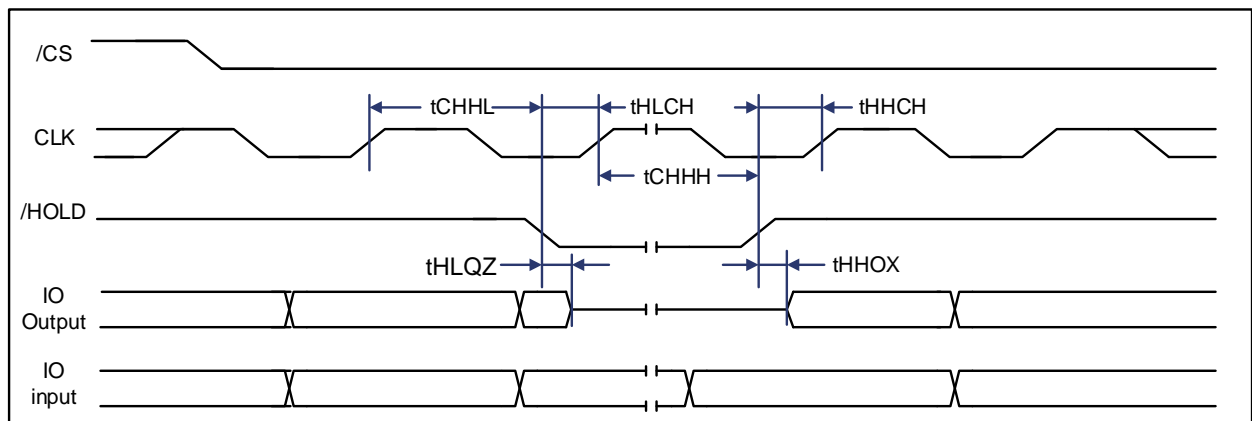 /CS
tCHHL
tHLCH
tHHCH
CLK
tCHHH
/HOLD
tHLQZ
tHHOX
IO
Output
IO
input